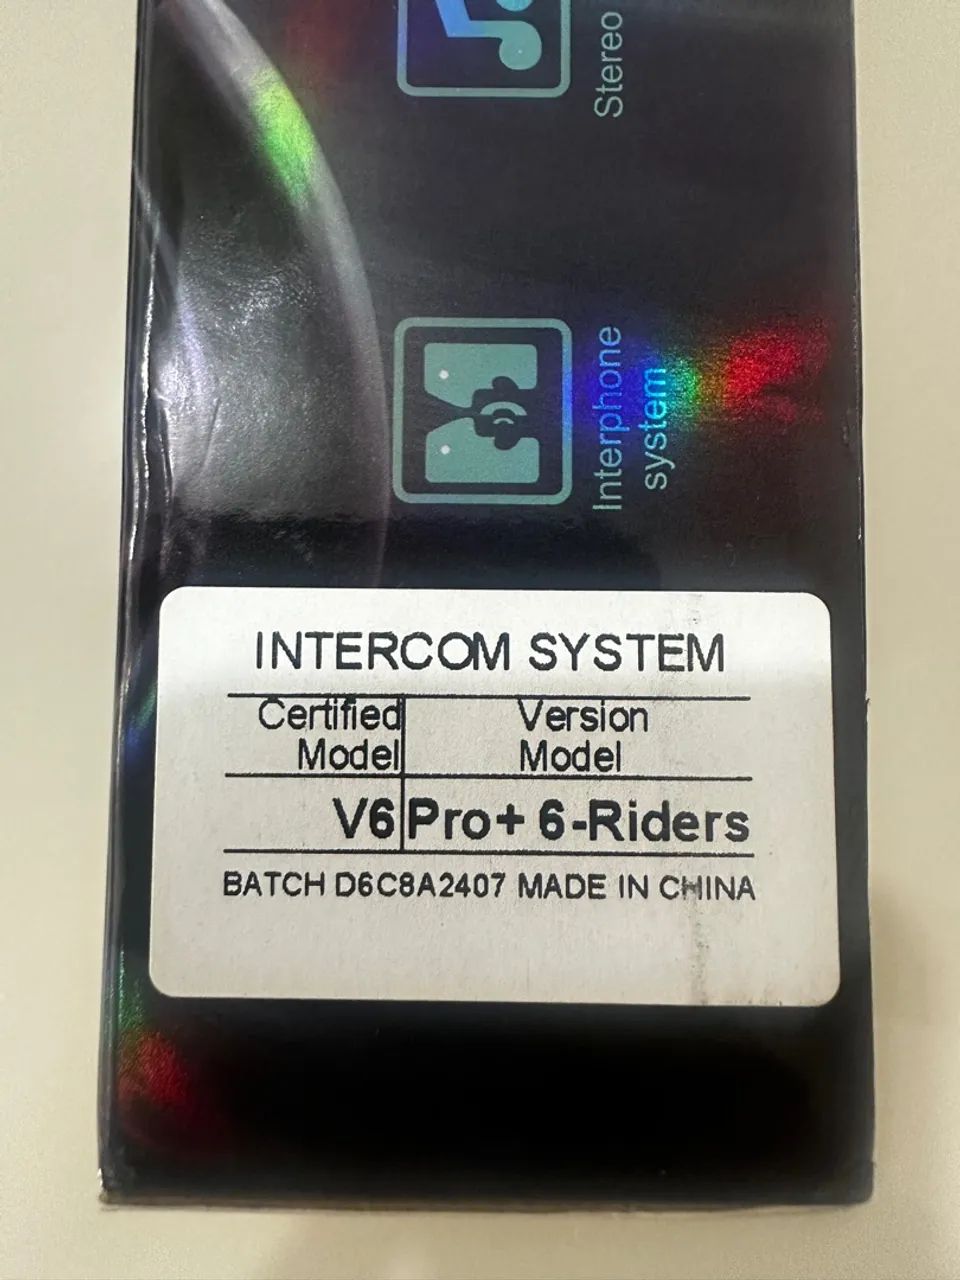 Stereo
Interphone
system
INTERCOM SYSTEM
Certified Model
Version Model
V6
Pro+ 6-Riders
BATCH D6C8A2407 MADE IN CHINA